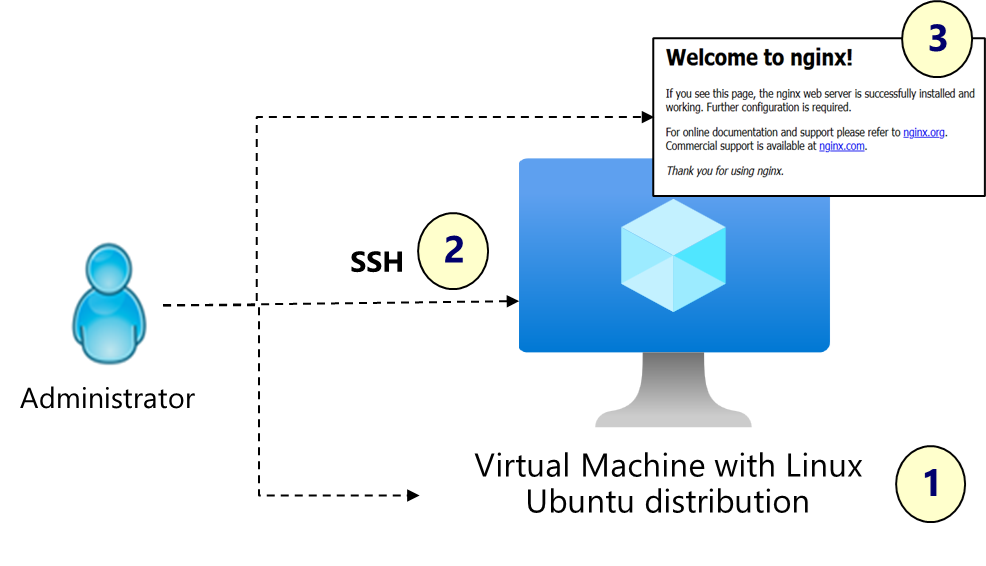 3
Welcome to nginx!
If you see this page, the nginx web server is successfully installed and
working. Further configuration is required.
For online documentation and support please refer to nginx.org.
Commercial support is available at nginx.com.
Thank you for using nginx.
SSH
2
Administrator
Virtual Machine with Linux
Ubuntu distribution
1